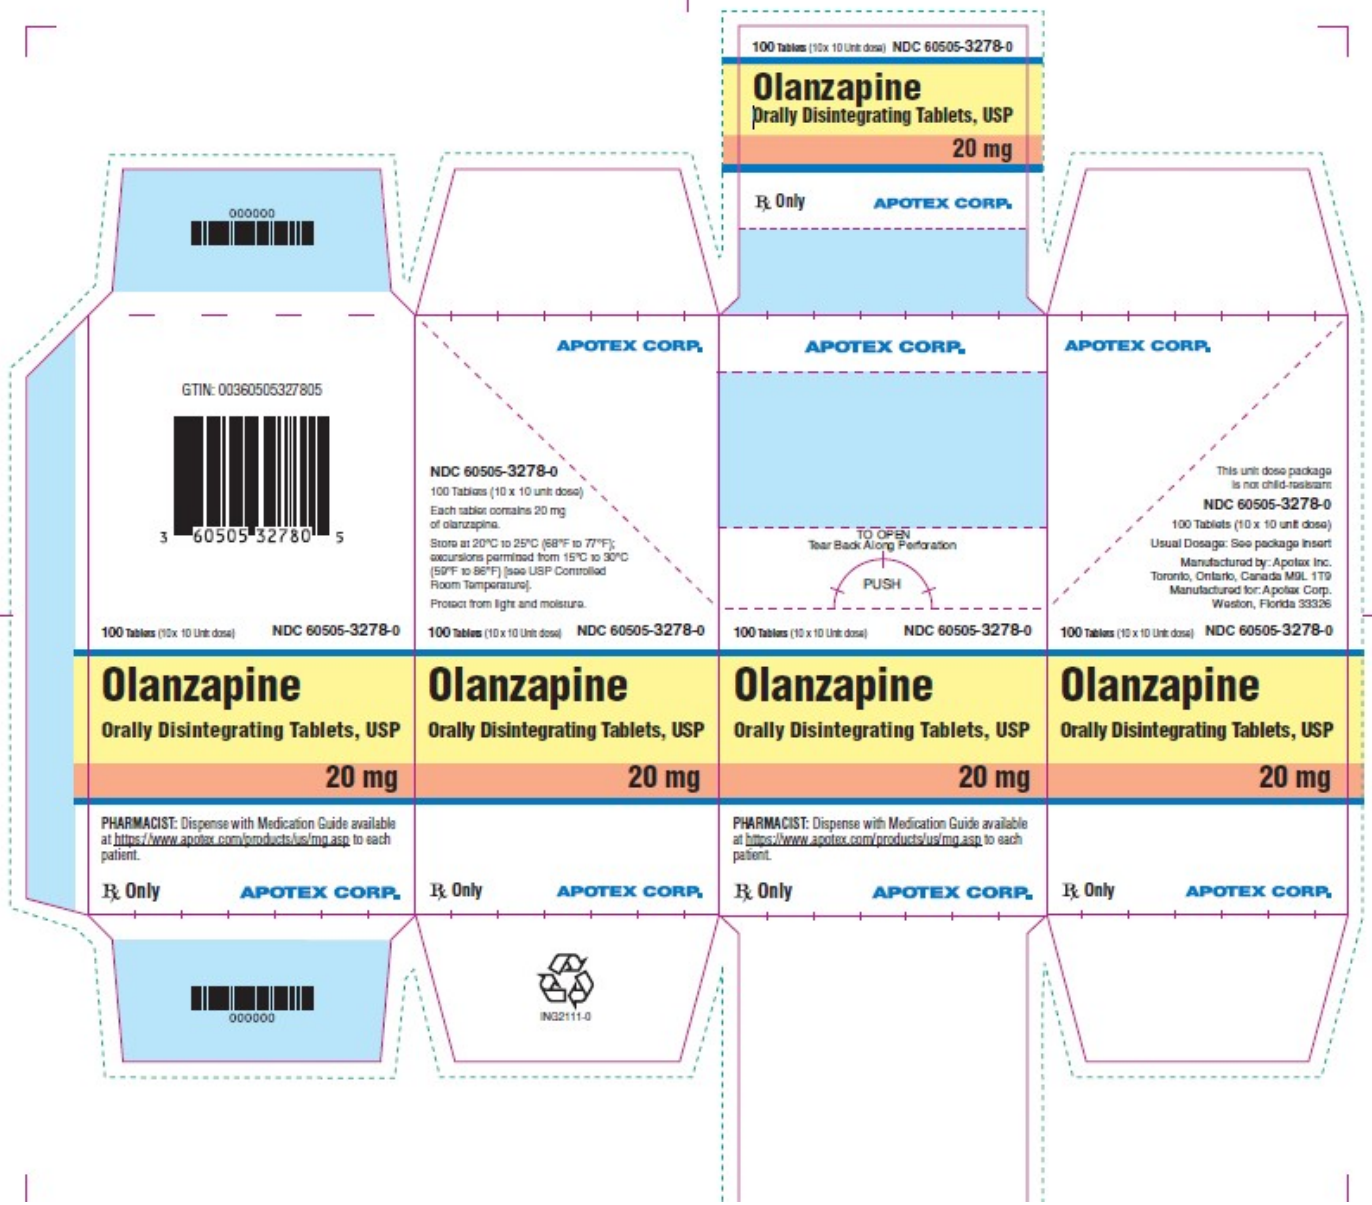 100 Tablets (10x 10 Unit dose) NDC 60505-3278-0
Olanzapine
Orally Disintegrating Tablets, USP
20 mg
℞ Only APOTEX CORP.
000000
GTIN: 00360505327805
3 60505 32780 5
100 Tablets (10x 10 Unit dose) NDC 60505-3278-0
Olanzapine
Orally Disintegrating Tablets, USP
20 mg
PHARMACIST: Dispense with Medication Guide available
at https://www.apotex.com/products/us/mg.asp to each
patient.
℞ Only APOTEX CORP.
000000
APOTEX CORP.
NDC 60505-3278-0
100 Tablets (10 x 10 unit dose)
Each tablet contains 20 mg
of olanzapine.
Store at 20°C to 25°C (68°F to 77°F);
excursions permitted from 15°C to 30°C
(59°F to 86°F) [see USP Controlled
Room Temperature].
Protect from light and moisture.
100 Tablets (10 x 10 Unit dose) NDC 60505-3278-0
Olanzapine
Orally Disintegrating Tablets, USP
20 mg
℞ Only APOTEX CORP.
ING2111-0
APOTEX CORP.
TO OPEN
Tear Back Along Perforation
PUSH
100 Tablets (10 x 10 Unit dose) NDC 60505-3278-0
Olanzapine
Orally Disintegrating Tablets, USP
20 mg
PHARMACIST: Dispense with Medication Guide available
at https://www.apotex.com/products/us/mg.asp to each
patient.
℞ Only APOTEX CORP.
APOTEX CORP.
This unit dose package
is not child-resistant
NDC 60505-3278-0
100 Tablets (10 x 10 unit dose)
Usual Dosage: See package insert
Manufactured by: Apotex Inc.
Toronto, Ontario, Canada M9L 1T9
Manufactured for: Apotex Corp.
Weston, Florida 33326
100 Tablets (10 x 10 Unit dose) NDC 60505-3278-0
Olanzapine
Orally Disintegrating Tablets, USP
20 mg
℞ Only APOTEX CORP.